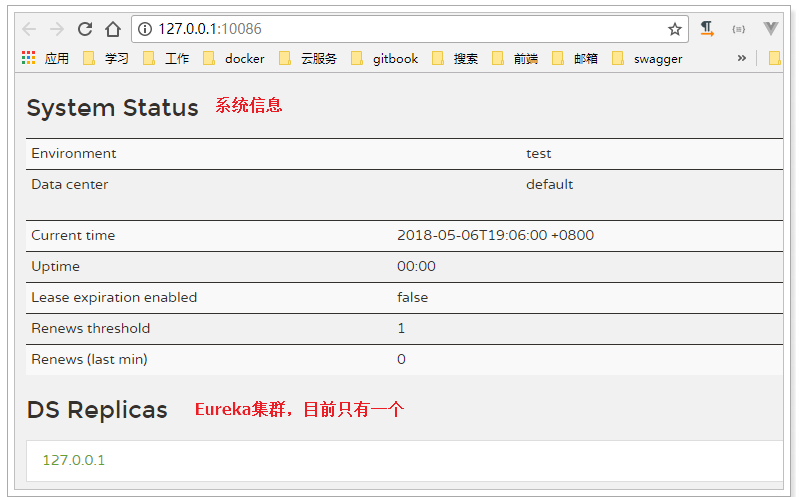 127.0.0.1:10086
应用 学习 工作 docker 云服务 gitbook 搜索 前端 邮箱 swagger »
System Status 系统信息
Environment test
Data center default
Current time 2018-05-06T19:06:00 +0800
Uptime 00:00
Lease expiration enabled false
Renews threshold 1
Renews (last min) 0
DS Replicas Eureka集群，目前只有一个
127.0.0.1